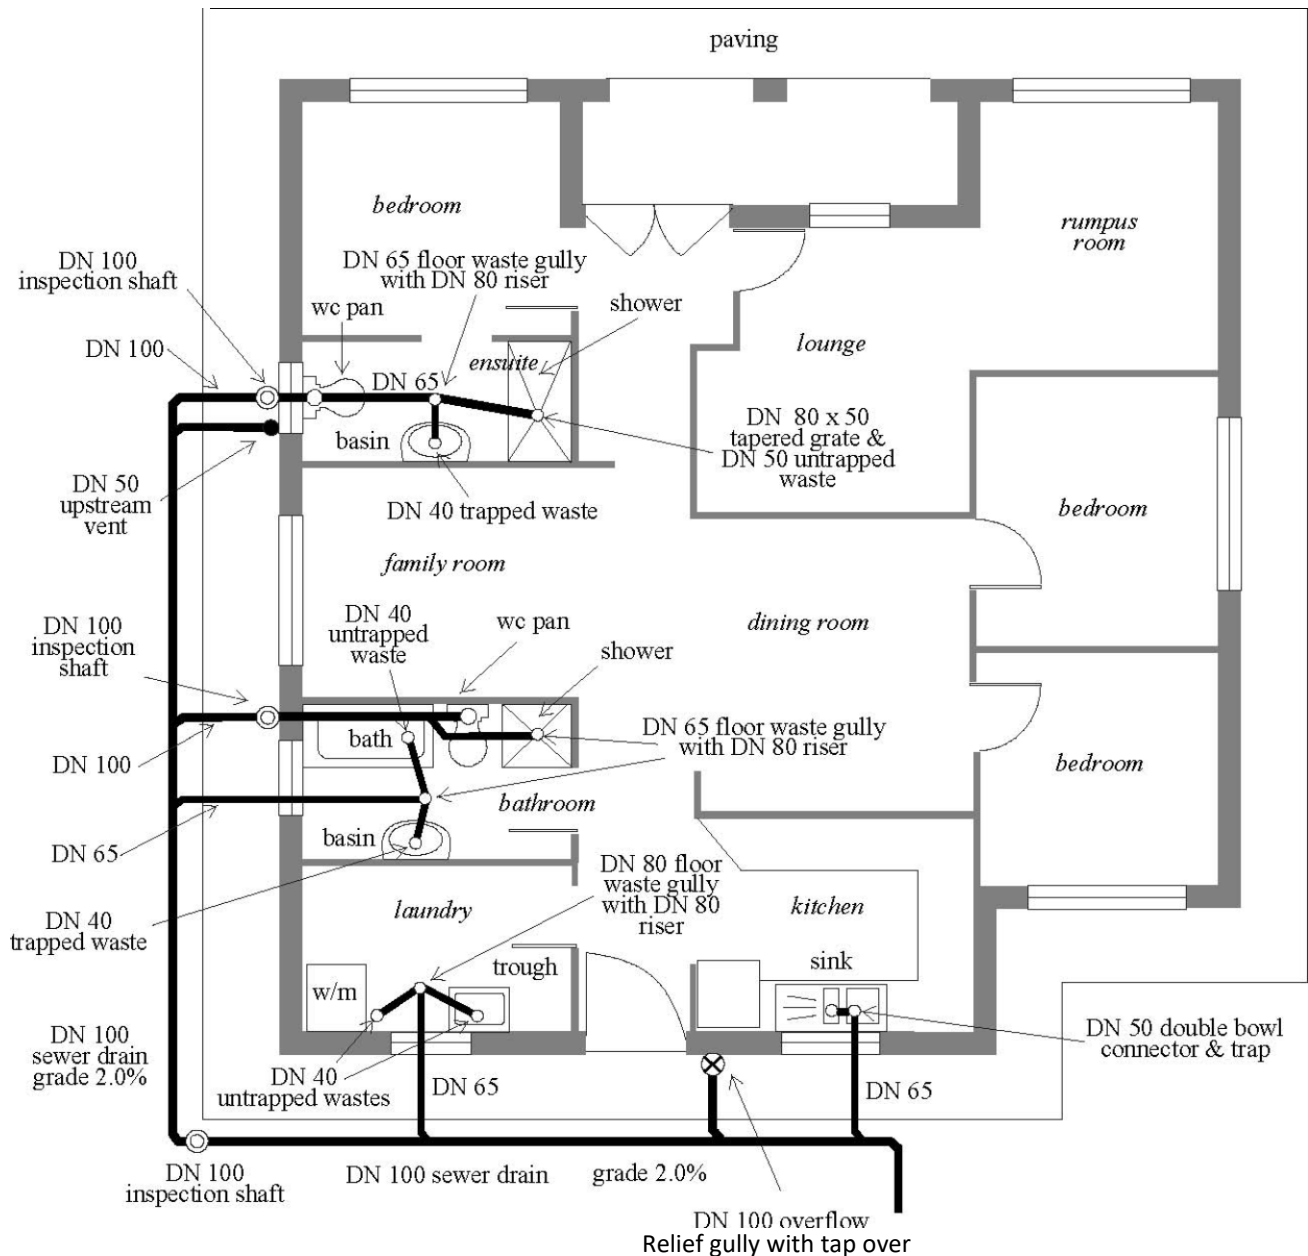 paving
bedroom
rumpus
room
DN 100
inspection shaft
DN 65 floor waste gully
with DN 80 riser
wc pan
shower
DN 100
lounge
ensuite
DN 65
basin
DN 80 x 50
tapered grate &
DN 50 untrapped
waste
DN 50
upstream
vent
DN 40 trapped waste
bedroom
family room
DN 40
untrapped
waste
wc pan
dining room
DN 100
inspection
shaft
shower
bath
DN 65 floor waste gully
with DN 80 riser
DN 100
bedroom
bathroom
basin
DN 65
DN 80 floor
waste gully
with DN 80
riser
DN 40
trapped waste
laundry
kitchen
trough
sink
w/m
DN 100
sewer drain
grade 2.0%
DN 50 double bowl
connector & trap
DN 40
untrapped wastes
DN 65
DN 65
DN 100
inspection shaft
DN 100 sewer drain
grade 2.0%
DN 100 overflow
Relief gully with tap over